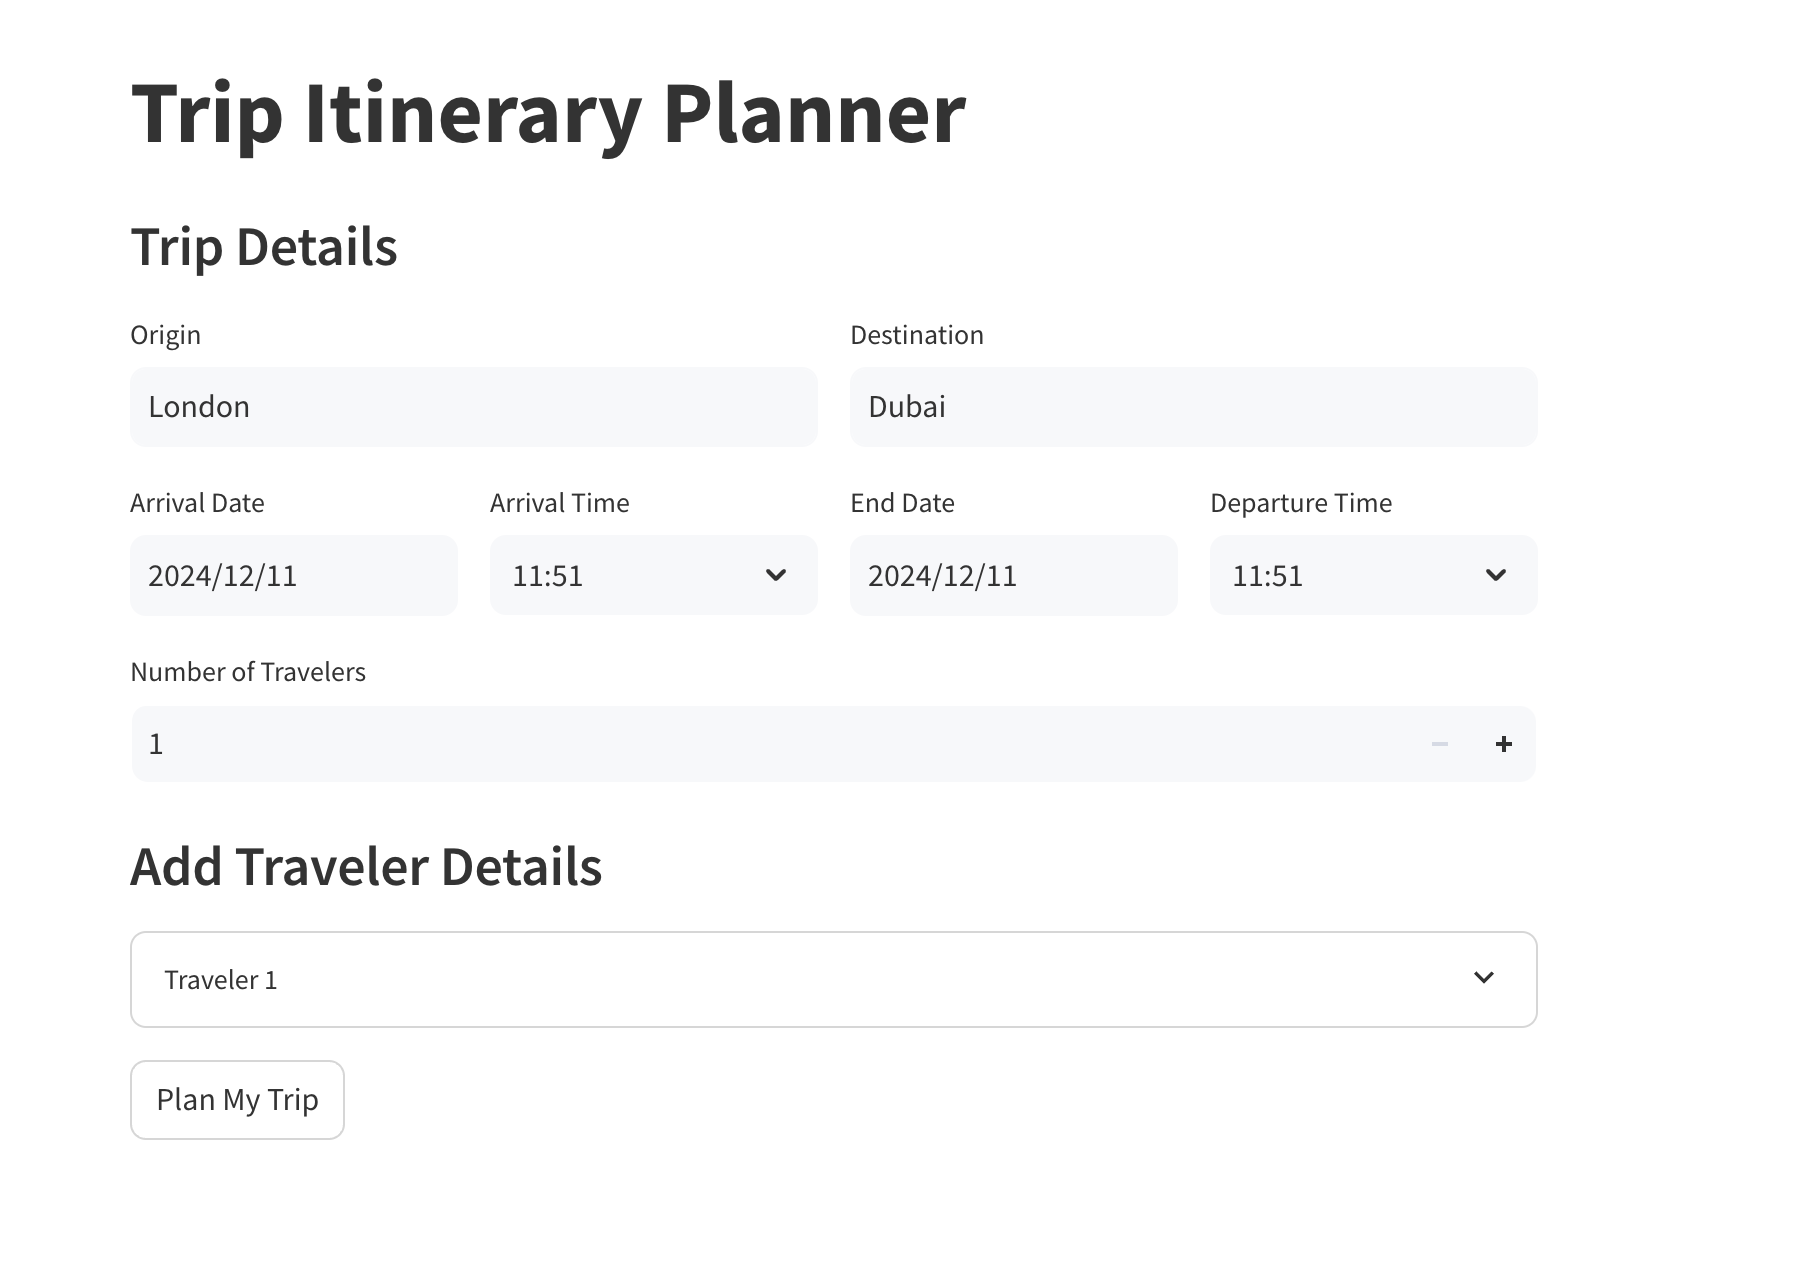 Trip Itinerary Planner
Trip Details
Origin
Destination
London
Dubai
Arrival Date
Arrival Time
End Date
Departure Time
2024/12/11
11:51
2024/12/11
11:51
Number of Travelers
1
Add Traveler Details
Traveler 1
Plan My Trip